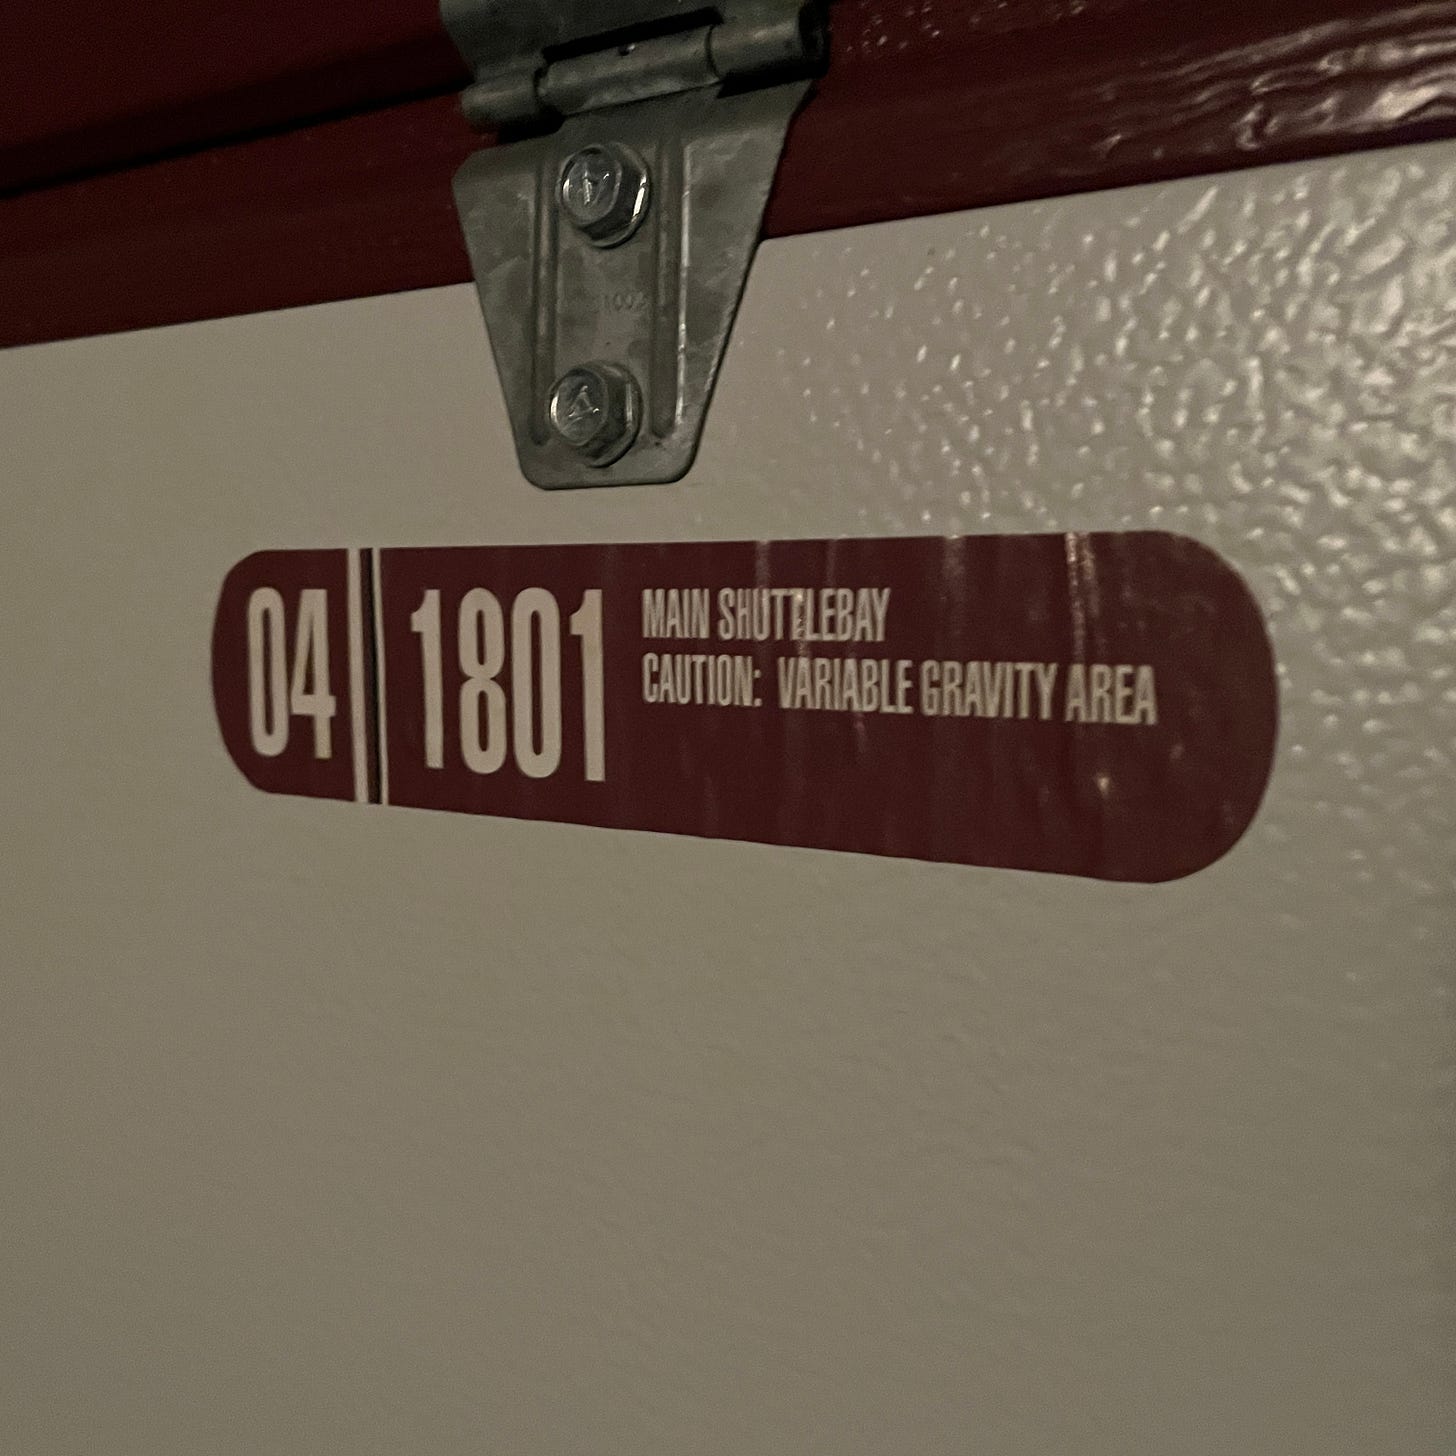 04 1801 MAIN SHUTTLEBAY
CAUTION: VARIABLE GRAVITY AREA